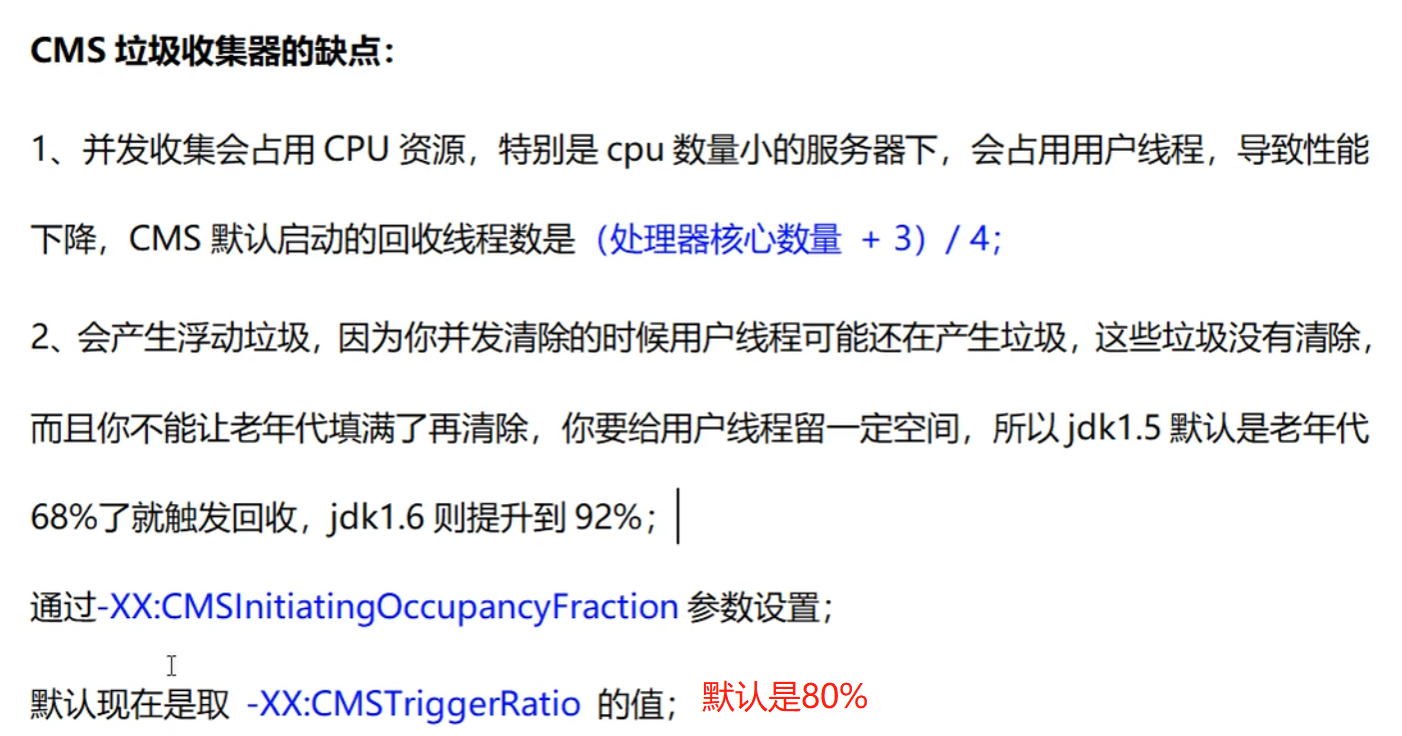 CMS 垃圾收集器的缺点：
1、并发收集会占用 CPU 资源，特别是 cpu 数量小的服务器下，会占用用户线程，导致性能
下降，CMS 默认启动的回收线程数是（处理器核心数量 + 3）/ 4；
2、会产生浮动垃圾，因为你并发清除的时候用户线程可能还在产生垃圾，这些垃圾没有清除，
而且你不能让老年代填满了再清除，你要给用户线程留一定空间，所以 jdk1.5 默认是老年代
68%了就触发回收，jdk1.6 则提升到 92%；
通过-XX:CMSInitiatingOccupancyFraction 参数设置；
默认现在是取 -XX:CMSTriggerRatio 的值； 默认是80%